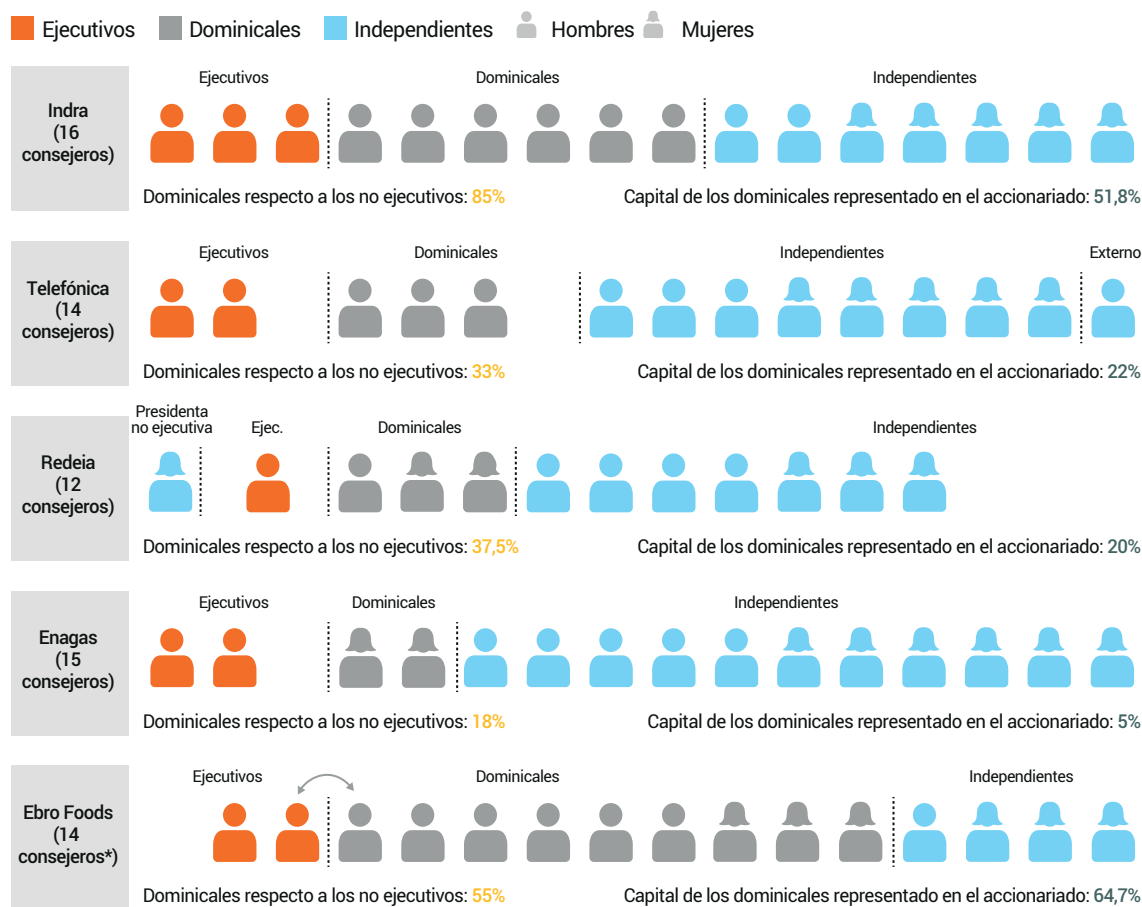 Ejecutivos Dominicales Independientes Hombres Mujeres
Indra
(16
consejeros)
Ejecutivos Dominicales Independientes
Dominicales respecto a los no ejecutivos: 85% Capital de los dominicales representado en el accionariado: 51,8%
Telefónica
(14
consejeros)
Ejecutivos Dominicales Independientes Externo
Dominicales respecto a los no ejecutivos: 33% Capital de los dominicales representado en el accionariado: 22%
Redeia
(12
consejeros)
Presidenta
no ejecutiva Ejec. Dominicales Independientes
Dominicales respecto a los no ejecutivos: 37,5% Capital de los dominicales representado en el accionariado: 20%
Enagas
(15
consejeros)
Ejecutivos Dominicales Independientes
Dominicales respecto a los no ejecutivos: 18% Capital de los dominicales representado en el accionariado: 5%
Ebro Foods
(14
consejeros*)
Ejecutivos Dominicales Independientes
Dominicales respecto a los no ejecutivos: 55% Capital de los dominicales representado en el accionariado: 64,7%